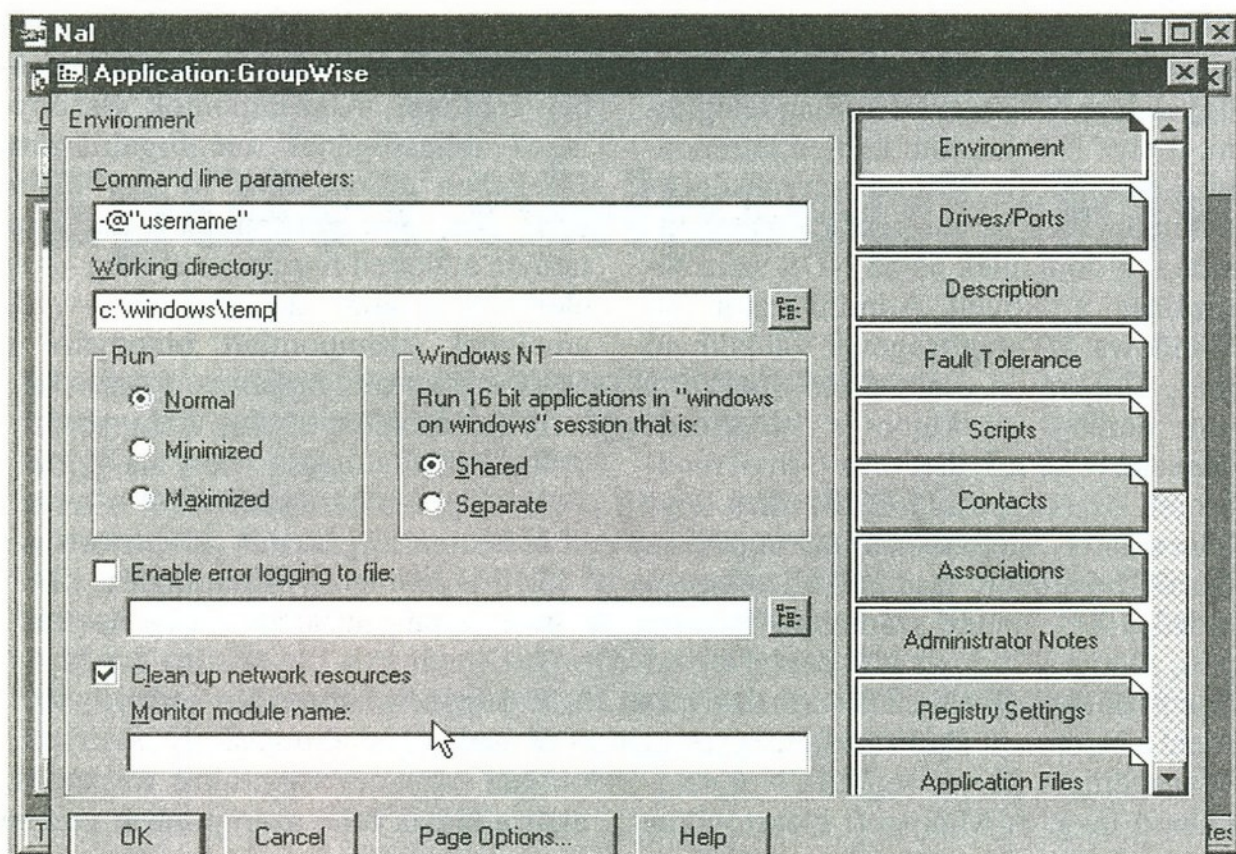 Nal
Application:GroupWise
Environment
Command line parameters:
-@"username"
Working directory:
c:\windows\temp
Run
Normal
Minimized
Maximized
Windows NT
Run 16 bit applications in "windows
on windows" session that is:
Shared
Separate
Enable error logging to file:
Clean up network resources
Monitor module name:
OK
Cancel
Page Options...
Help
Environment
Drives/Ports
Description
Fault Tolerance
Scripts
Contacts
Associations
Administrator Notes
Registry Settings
Application Files